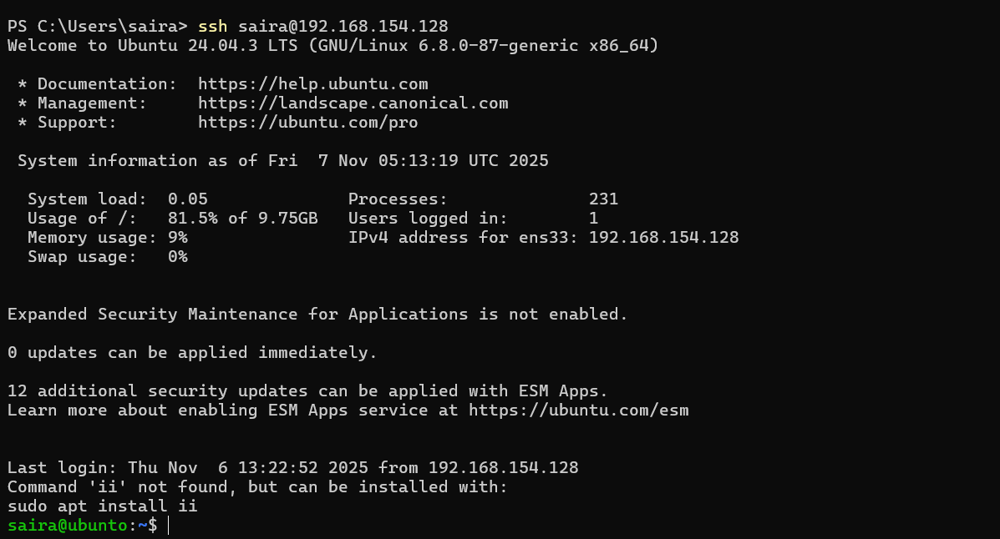 PS C:\Users\saira> ssh saira@192.168.154.128
Welcome to Ubuntu 24.04.3 LTS (GNU/Linux 6.8.0-87-generic x86_64)

 * Documentation:  https://help.ubuntu.com
 * Management:     https://landscape.canonical.com
 * Support:        https://ubuntu.com/pro

 System information as of Fri  7 Nov 05:13:19 UTC 2025

  System load:  0.05              Processes:              231
  Usage of /:   81.5% of 9.75GB   Users logged in:        1
  Memory usage: 9%                IPv4 address for ens33: 192.168.154.128
  Swap usage:   0%


Expanded Security Maintenance for Applications is not enabled.

0 updates can be applied immediately.

12 additional security updates can be applied with ESM Apps.
Learn more about enabling ESM Apps service at https://ubuntu.com/esm


Last login: Thu Nov  6 13:22:52 2025 from 192.168.154.128
Command 'ii' not found, but can be installed with:
sudo apt install ii
saira@ubunto:~$